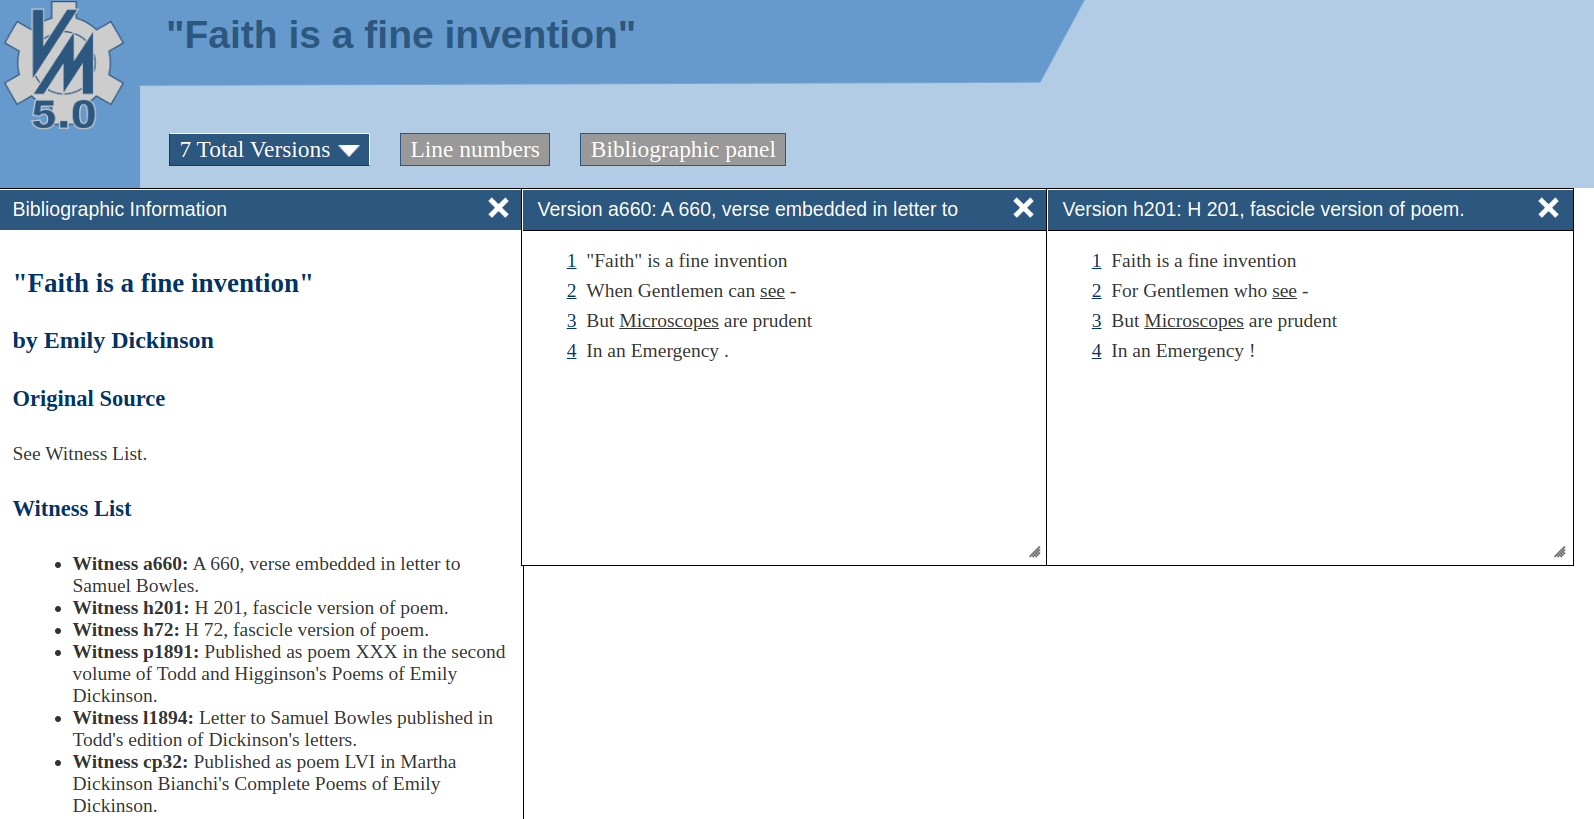 VM
5.0
"Faith is a fine invention"
7 Total Versions
Line numbers
Bibliographic panel
Bibliographic Information
"Faith is a fine invention"
by Emily Dickinson
Original Source
See Witness List.
Witness List
Witness a660: A 660, verse embedded in letter to
Samuel Bowles.
Witness h201: H 201, fascicle version of poem.
Witness h72: H 72, fascicle version of poem.
Witness p1891: Published as poem XXX in the second
volume of Todd and Higginson's Poems of Emily
Dickinson.
Witness l1894: Letter to Samuel Bowles published in
Todd's edition of Dickinson's letters.
Witness cp32: Published as poem LVI in Martha
Dickinson Bianchi's Complete Poems of Emily
Dickinson.
Version a660: A 660, verse embedded in letter to
1 "Faith" is a fine invention
2 When Gentlemen can see -
3 But Microscopes are prudent
4 In an Emergency .
Version h201: H 201, fascicle version of poem.
1 Faith is a fine invention
2 For Gentlemen who see -
3 But Microscopes are prudent
4 In an Emergency !